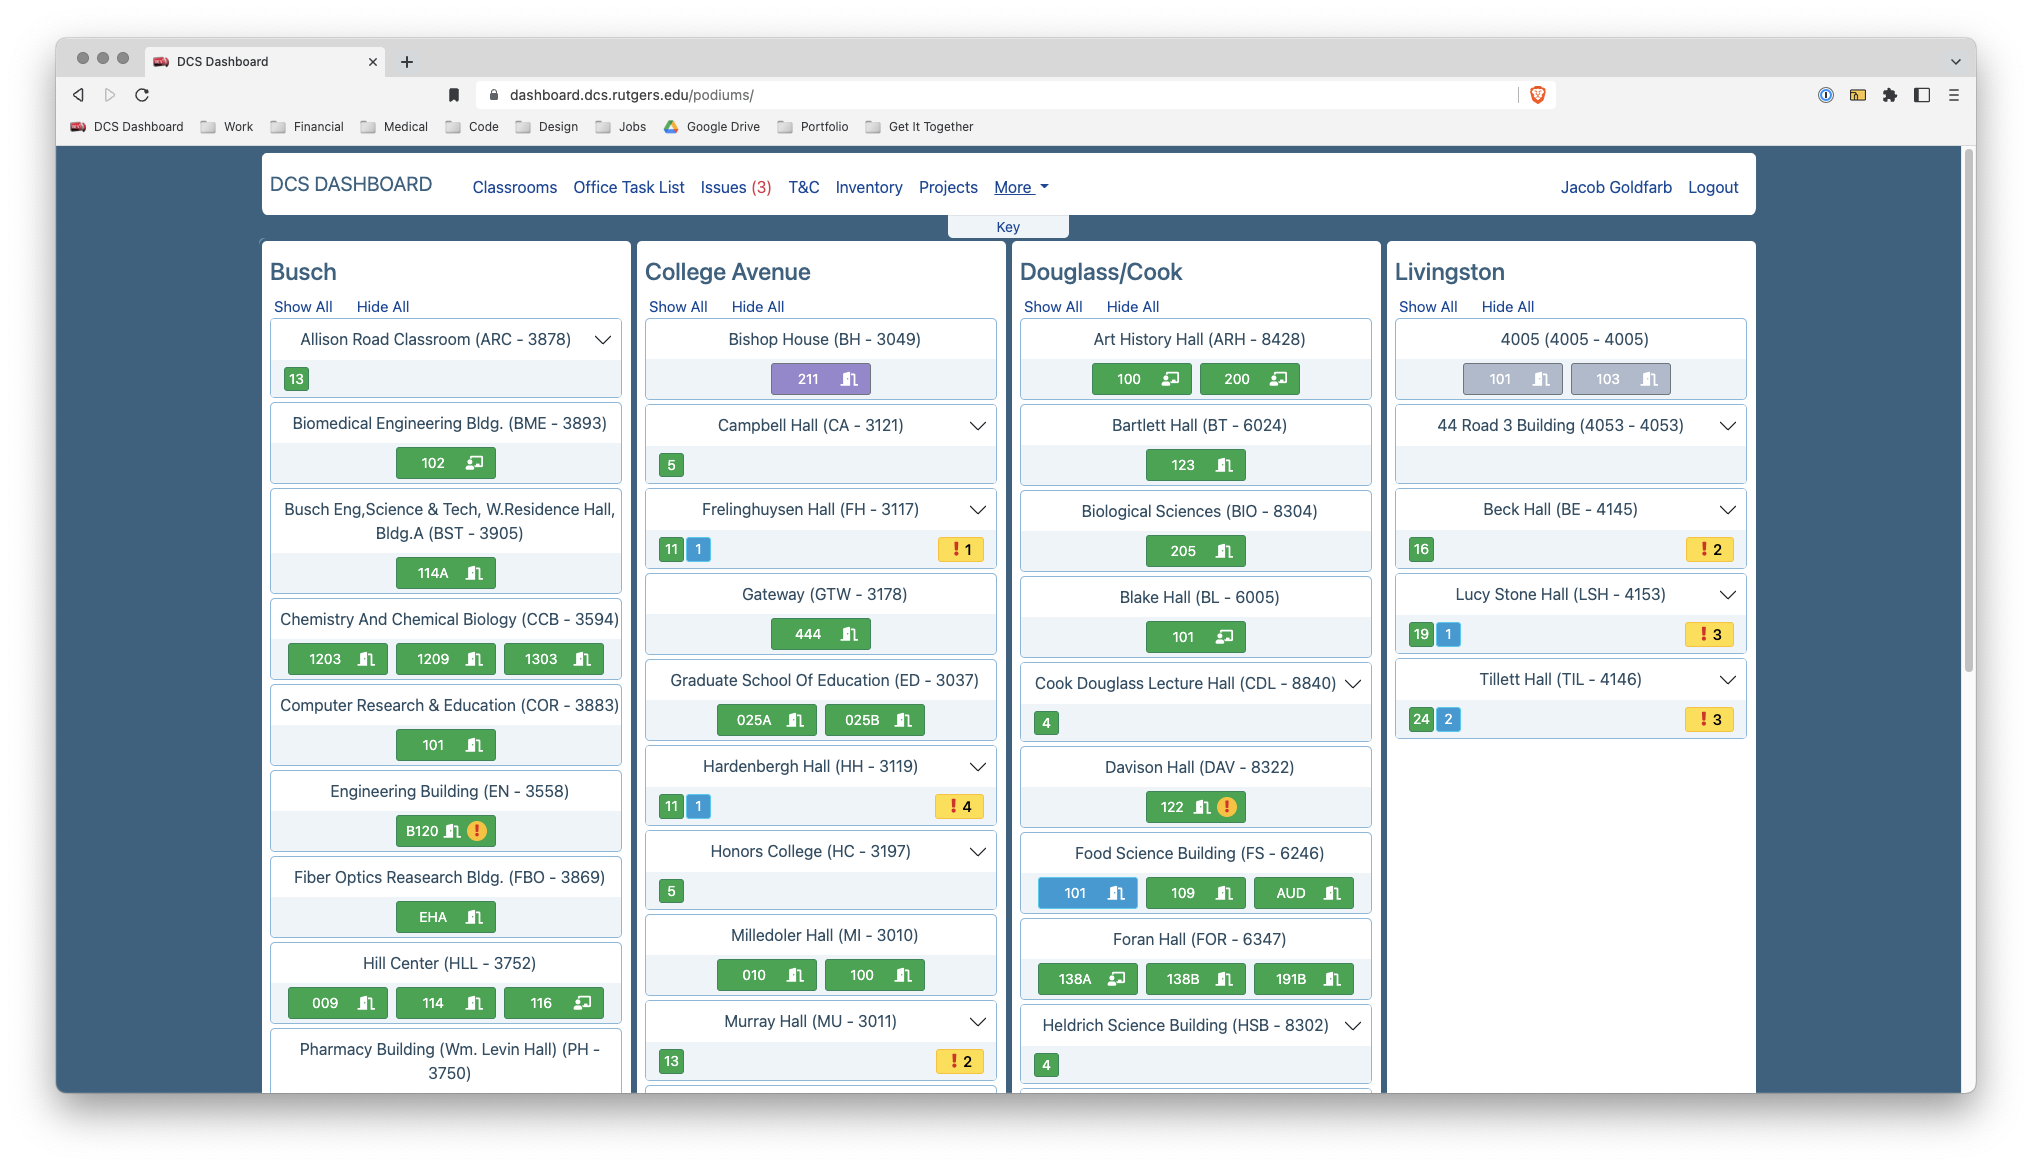 DCS Dashboard
dashboard.dcs.rutgers.edu/podiums/
DCS Dashboard Work Financial Medical Code Design Jobs Google Drive Portfolio Get It Together
DCS DASHBOARD Classrooms Office Task List Issues (3) T&C Inventory Projects More Jacob Goldfarb Logout
Key
Busch
Show All Hide All
Allison Road Classroom (ARC - 3878)
13
Biomedical Engineering Bldg. (BME - 3893)
102
Busch Eng,Science & Tech, W.Residence Hall,
Bldg.A (BST - 3905)
114A
Chemistry And Chemical Biology (CCB - 3594)
1203 1209 1303
Computer Research & Education (COR - 3883)
101
Engineering Building (EN - 3558)
B120 !
Fiber Optics Reasearch Bldg. (FBO - 3869)
EHA
Hill Center (HLL - 3752)
009 114 116
Pharmacy Building (Wm. Levin Hall) (PH -
3750)
College Avenue
Show All Hide All
Bishop House (BH - 3049)
211
Campbell Hall (CA - 3121)
5
Frelinghuysen Hall (FH - 3117)
11 1 ! 1
Gateway (GTW - 3178)
444
Graduate School Of Education (ED - 3037)
025A 025B
Hardenbergh Hall (HH - 3119)
11 1 ! 4
Honors College (HC - 3197)
5
Milledoler Hall (MI - 3010)
010 100
Murray Hall (MU - 3011)
13 ! 2
Douglass/Cook
Show All Hide All
Art History Hall (ARH - 8428)
100 200
Bartlett Hall (BT - 6024)
123
Biological Sciences (BIO - 8304)
205
Blake Hall (BL - 6005)
101
Cook Douglass Lecture Hall (CDL - 8840)
4
Davison Hall (DAV - 8322)
122 !
Food Science Building (FS - 6246)
101 109 AUD
Foran Hall (FOR - 6347)
138A 138B 191B
Heldrich Science Building (HSB - 8302)
4
Livingston
Show All Hide All
4005 (4005 - 4005)
101 103
44 Road 3 Building (4053 - 4053)
Beck Hall (BE - 4145)
16 ! 2
Lucy Stone Hall (LSH - 4153)
19 1 ! 3
Tillett Hall (TIL - 4146)
24 2 ! 3